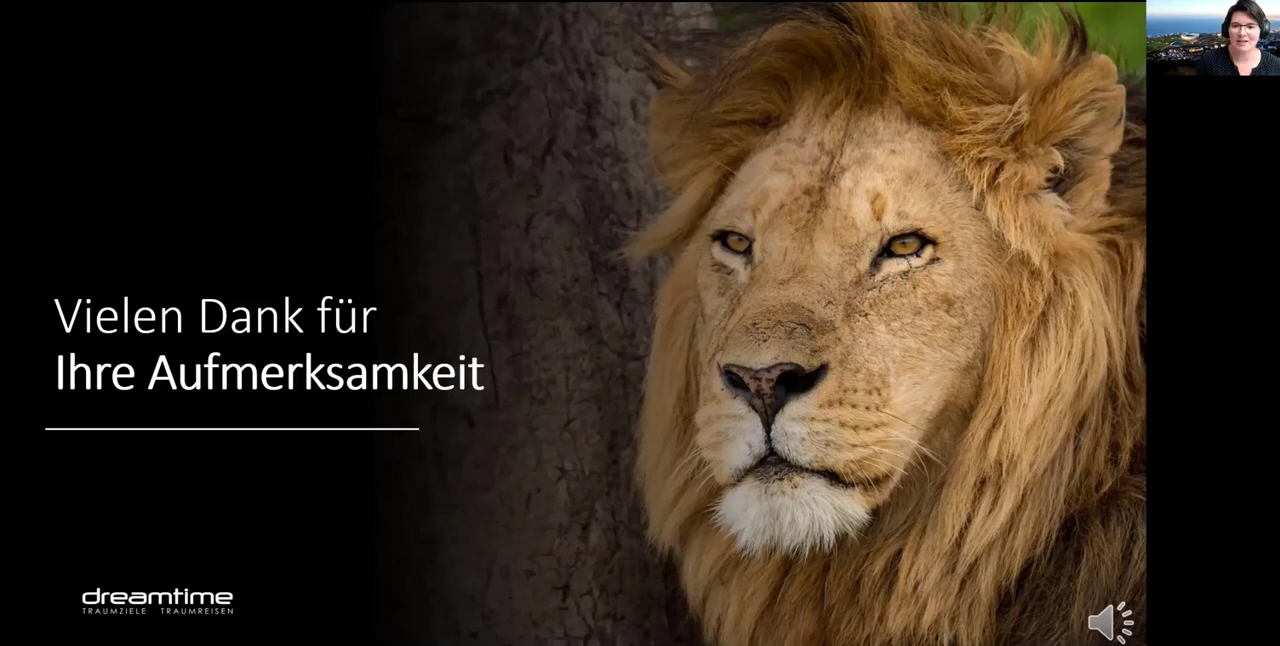 Vielen Dank für
Ihre Aufmerksamkeit
dreamtime
TRAUMZIELE TRAUMREISEN